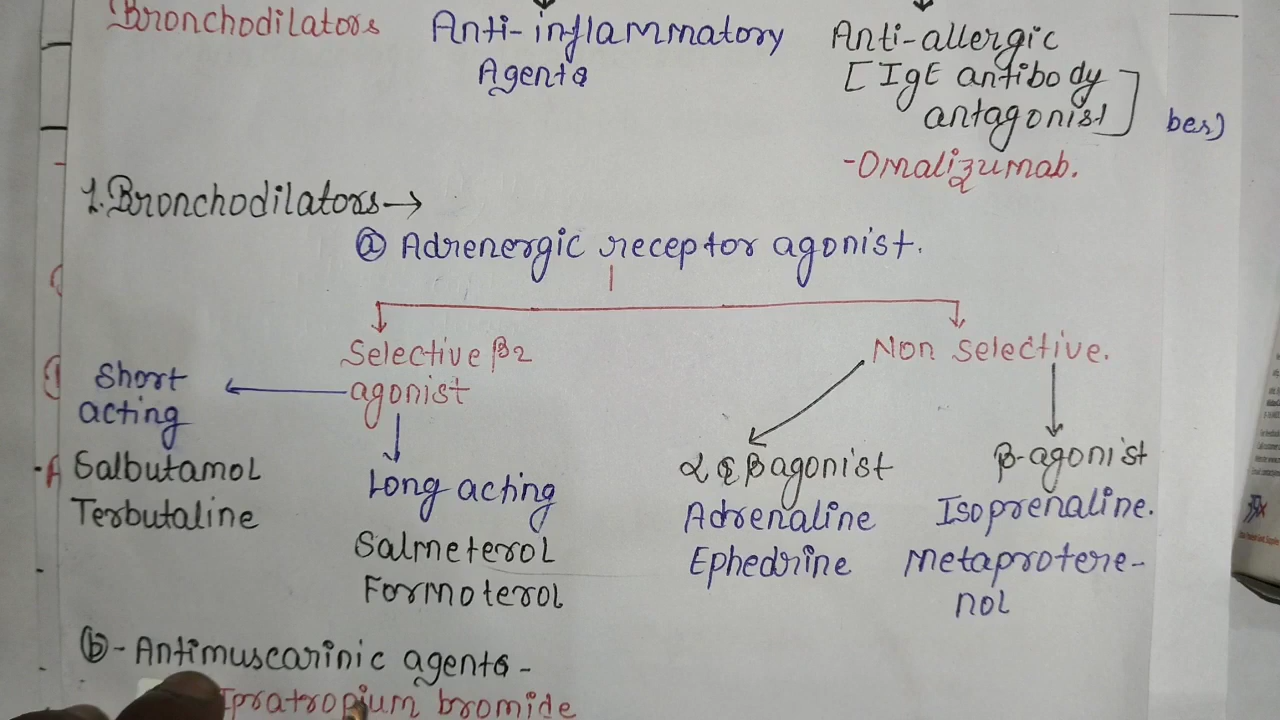 Bronchodilators
Anti-inflammatory
Agents
Anti-allergic
[IgE antibody
antagonist]
-Omalizumab.
bes)
1.Bronchodilators→
ⓐ Adrenergic receptor agonist.
Selective β2
agonist
Non selective.
Short
acting
Salbutamol
Terbutaline
Long acting
Salmeterol
Formoterol
α & β agonist
Adrenaline
Ephedrine
β-agonist
Isoprenaline.
Metaprotere-
nol
ⓑ-Antimuscarinic agents-
Ipratropium bromide